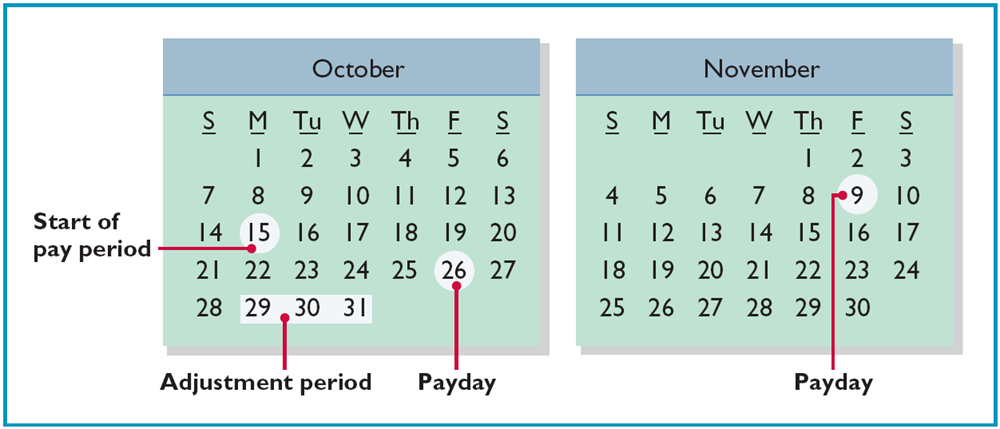 October
S M Tu W Th F S
1 2 3 4 5 6
7 8 9 10 11 12 13
14 15 16 17 18 19 20
21 22 23 24 25 26 27
28 29 30 31
November
S M Tu W Th F S
1 2 3
4 5 6 7 8 9 10
11 12 13 14 15 16 17
18 19 20 21 22 23 24
25 26 27 28 29 30
Start of
pay period
Adjustment period
Payday
Payday